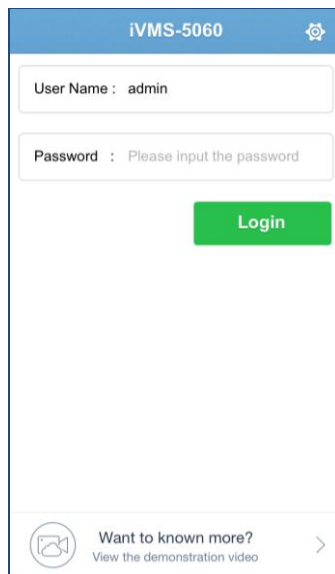 iVMS-5060
User Name : admin
Password : Please input the password
Login
Want to known more?
View the demonstration video